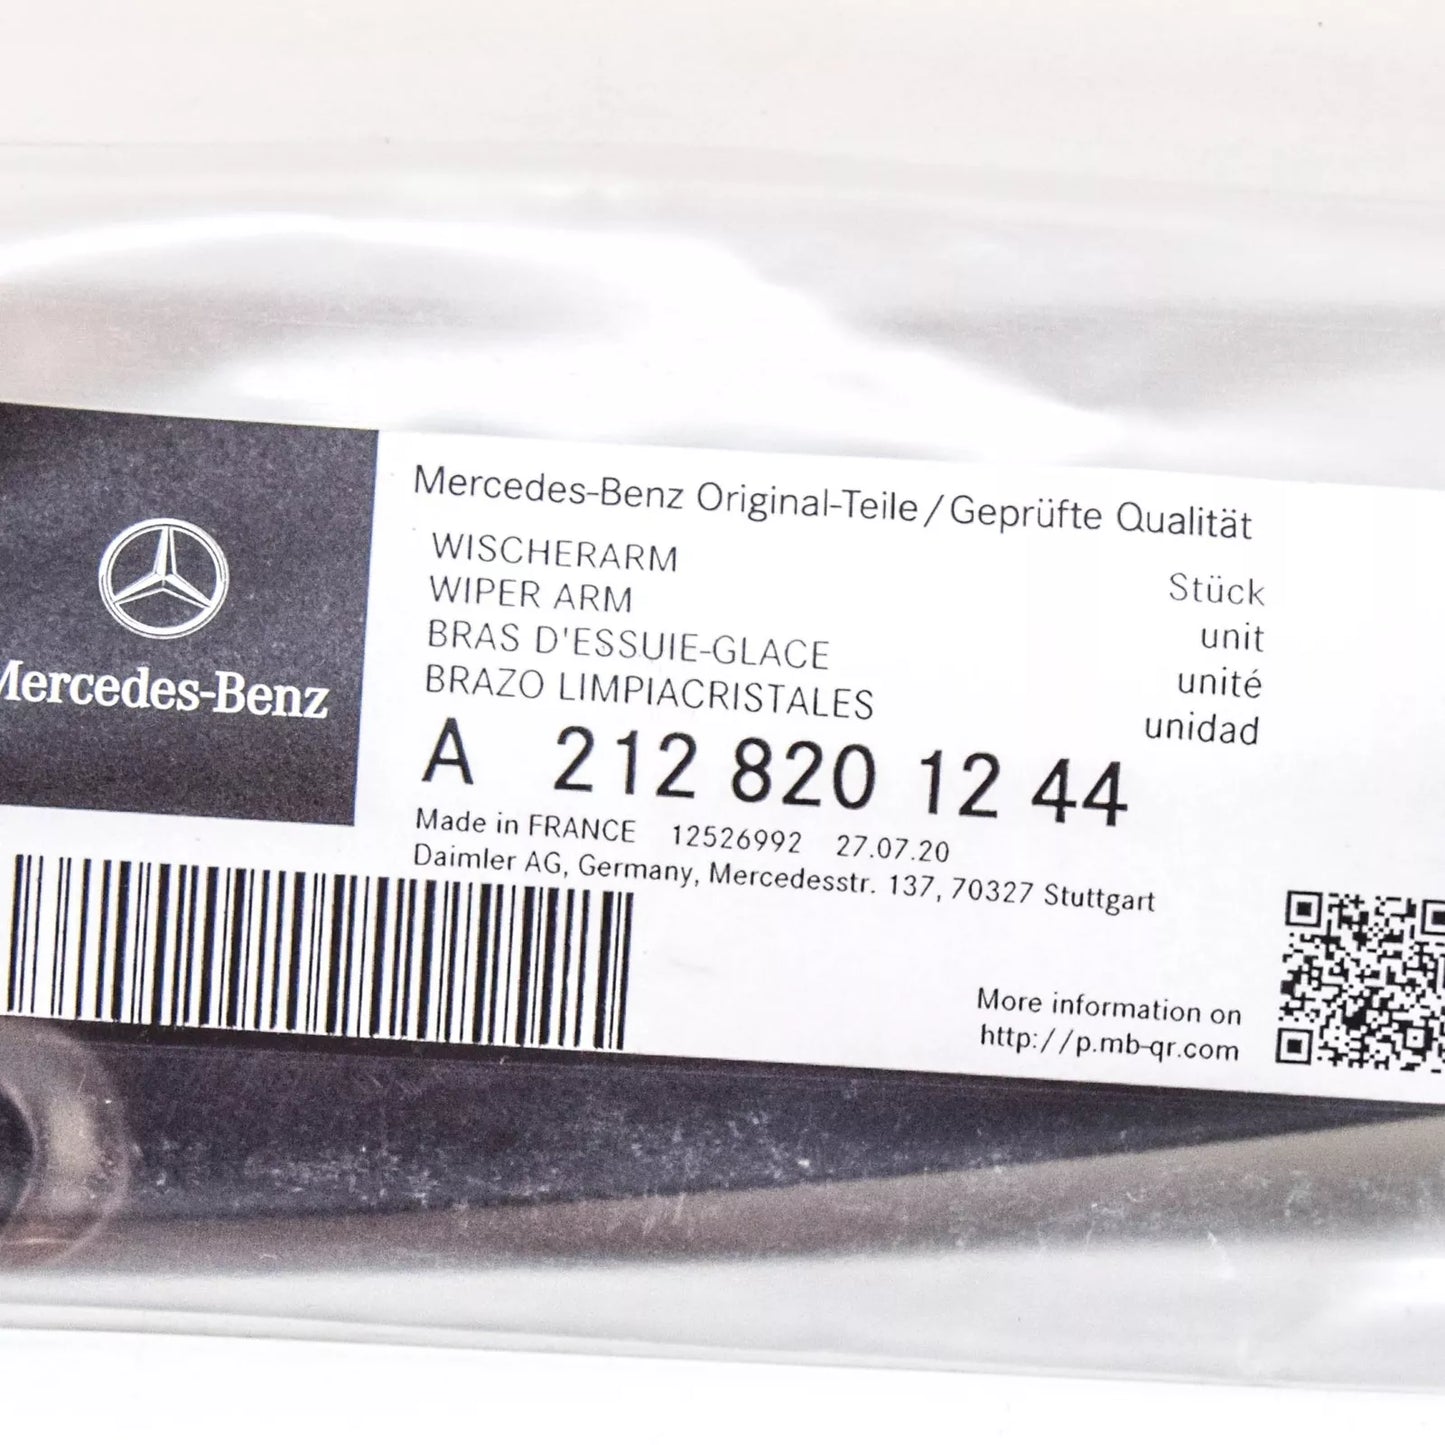 Mercedes-Benz
Mercedes-Benz Original-Teile / Geprüfte Qualität
WISCHERARM
WIPER ARM
BRAS D'ESSUIE-GLACE
BRAZO LIMPIACRISTALES
Stück
unit
unité
unidad
A 212 820 12 44
Made in FRANCE 12526992 27.07.20
Daimler AG, Germany, Mercedesstr. 137, 70327 Stuttgart
More information on
http://p.mb-qr.com